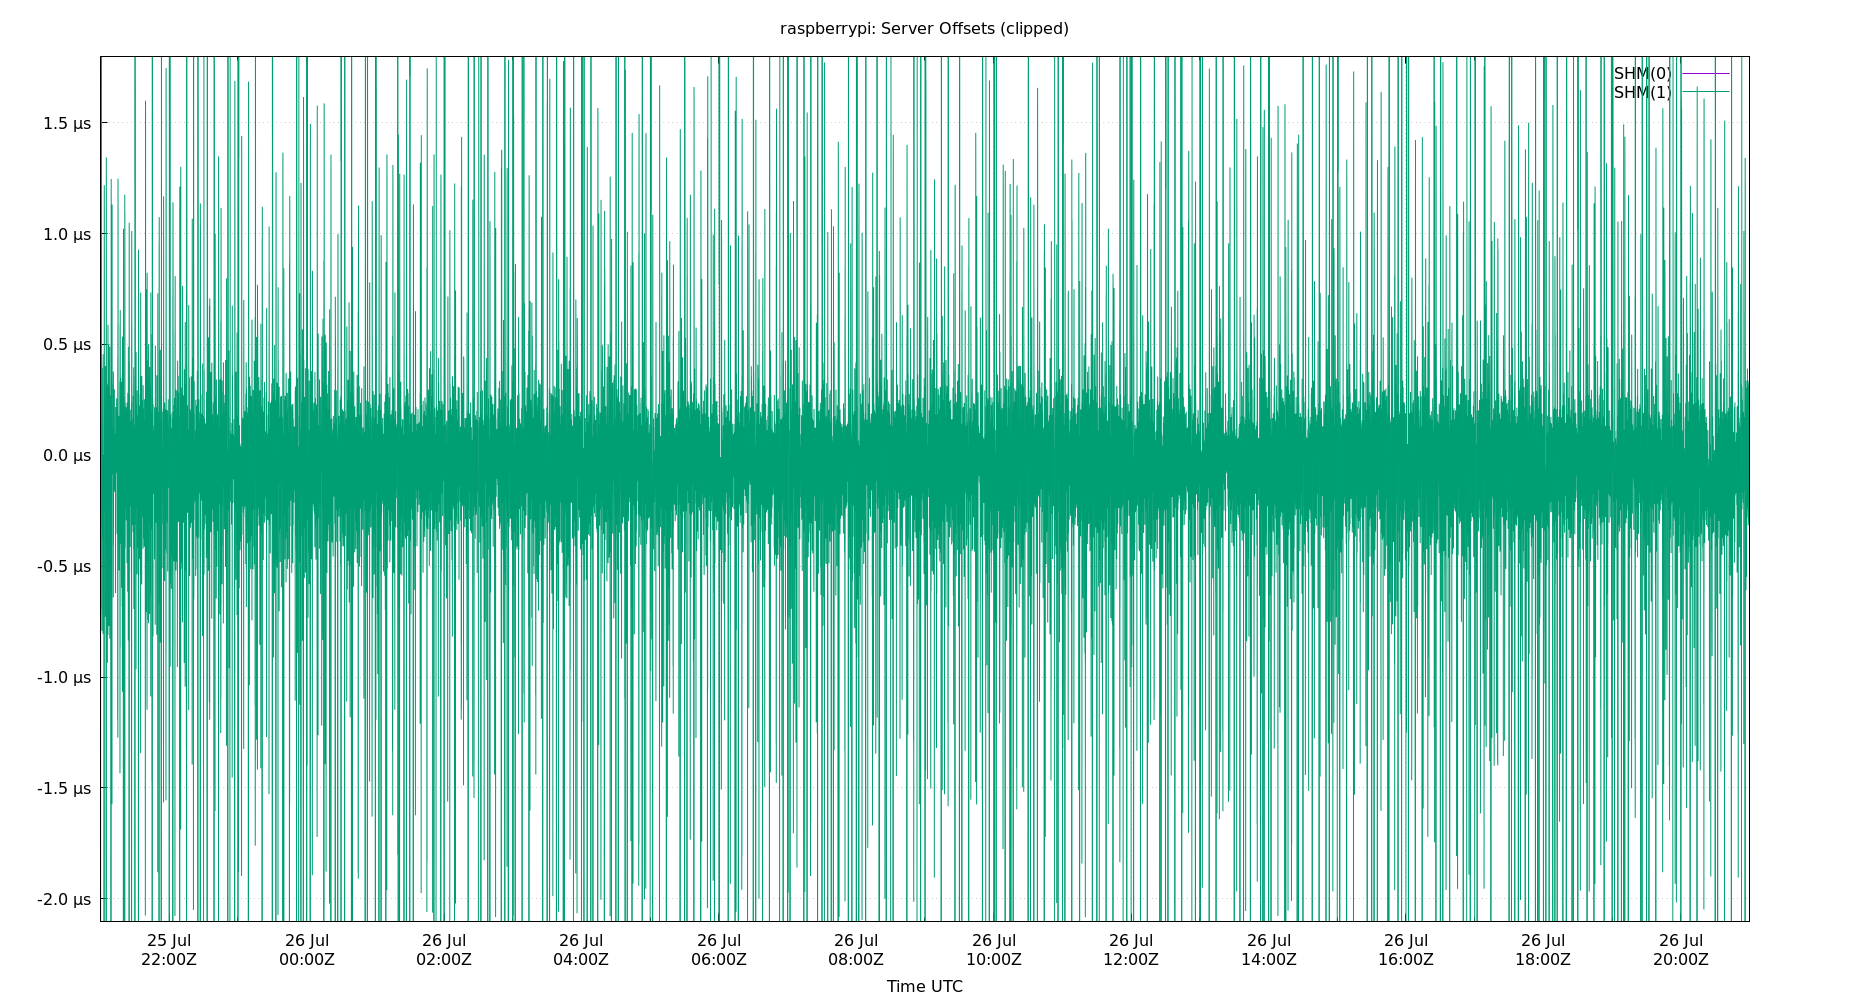 raspberrypi: Server Offsets (clipped)
SHM(0)
SHM(1)
1.5 µs
1.0 µs
0.5 µs
0.0 µs
-0.5 µs
-1.0 µs
-1.5 µs
-2.0 µs
25 Jul 26 Jul 26 Jul 26 Jul 26 Jul 26 Jul 26 Jul 26 Jul 26 Jul 26 Jul 26 Jul 26 Jul
22:00Z 00:00Z 02:00Z 04:00Z 06:00Z 08:00Z 10:00Z 12:00Z 14:00Z 16:00Z 18:00Z 20:00Z
Time UTC